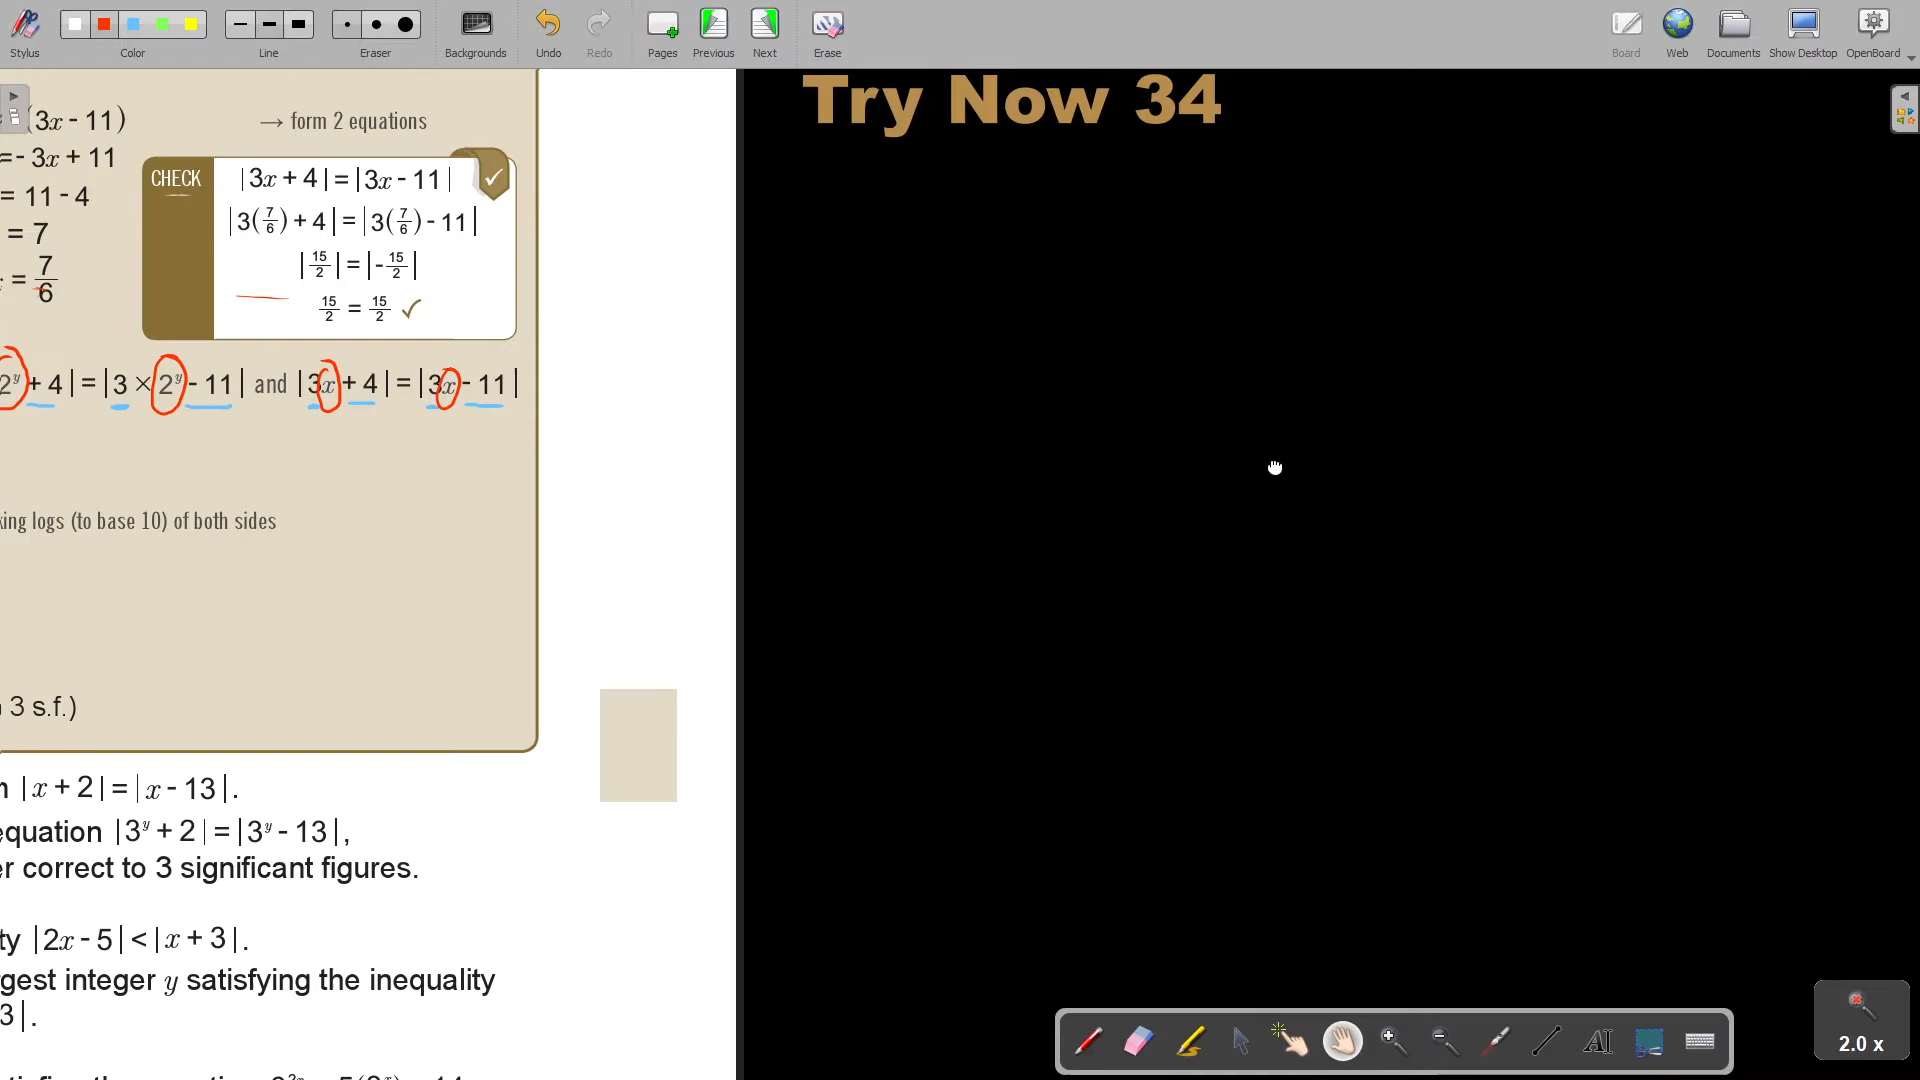 Stylus Color Line Eraser Backgrounds Undo Redo Pages Previous Next Erase Board Web Documents Show Desktop OpenBoard
Try Now 34
(3x - 11) → form 2 equations
= - 3x + 11
= 11 - 4
= 7
= 7/6
CHECK
|3x + 4| = |3x - 11|
|3(7/6) + 4| = |3(7/6) - 11|
|15/2| = |-15/2|
15/2 = 15/2 ✓
2^y + 4| = |3 × 2^y - 11| and |3x + 4| = |3x - 11|
king logs (to base 10) of both sides
3 s.f.)
|x + 2| = |x - 13|.
equation |3^y + 2| = |3^y - 13|,
er correct to 3 significant figures.
ty |2x - 5| < |x + 3|.
gest integer y satisfying the inequality
3|.
2.0 x